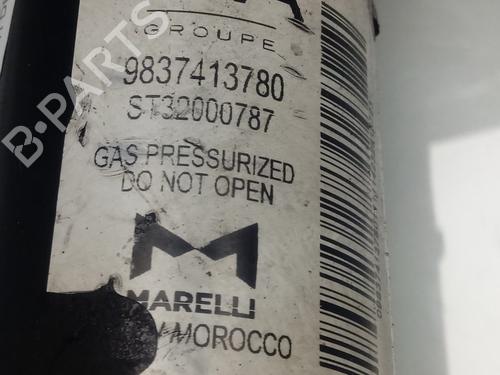 GROUPE
9837413780
ST32000787
GAS PRESSURIZED
DO NOT OPEN
MARELLI
MOROCCO
B-PARTS